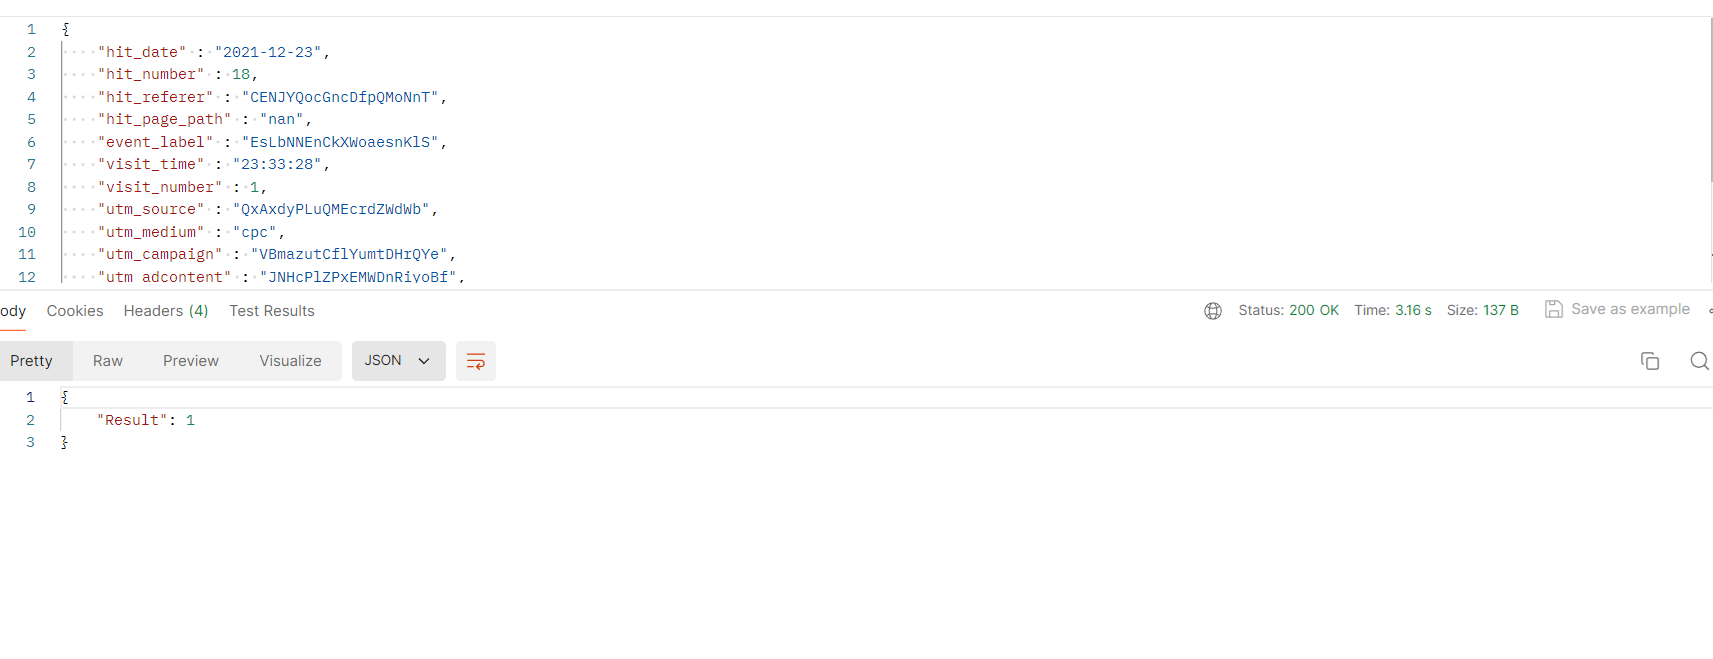 1 {
2 "hit_date" : "2021-12-23",
3 "hit_number" : 18,
4 "hit_referer" : "CENJYQocGncDfpQMoNnT",
5 "hit_page_path" : "nan",
6 "event_label" : "EsLbNNEnCkXWoaesnKlS",
7 "visit_time" : "23:33:28",
8 "visit_number" : 1,
9 "utm_source" : "QxAxdyPLuQMEcrdZWdWb",
10 "utm_medium" : "cpc",
11 "utm_campaign" : "VBmazutCflYumtDHrQYe",
12 "utm_adcontent" : "JNHcPlZPxEMWDnRiyoBf",
ody Cookies Headers (4) Test Results Status: 200 OK Time: 3.16 s Size: 137 B Save as example
Pretty Raw Preview Visualize JSON
1 {
2 "Result": 1
3 }